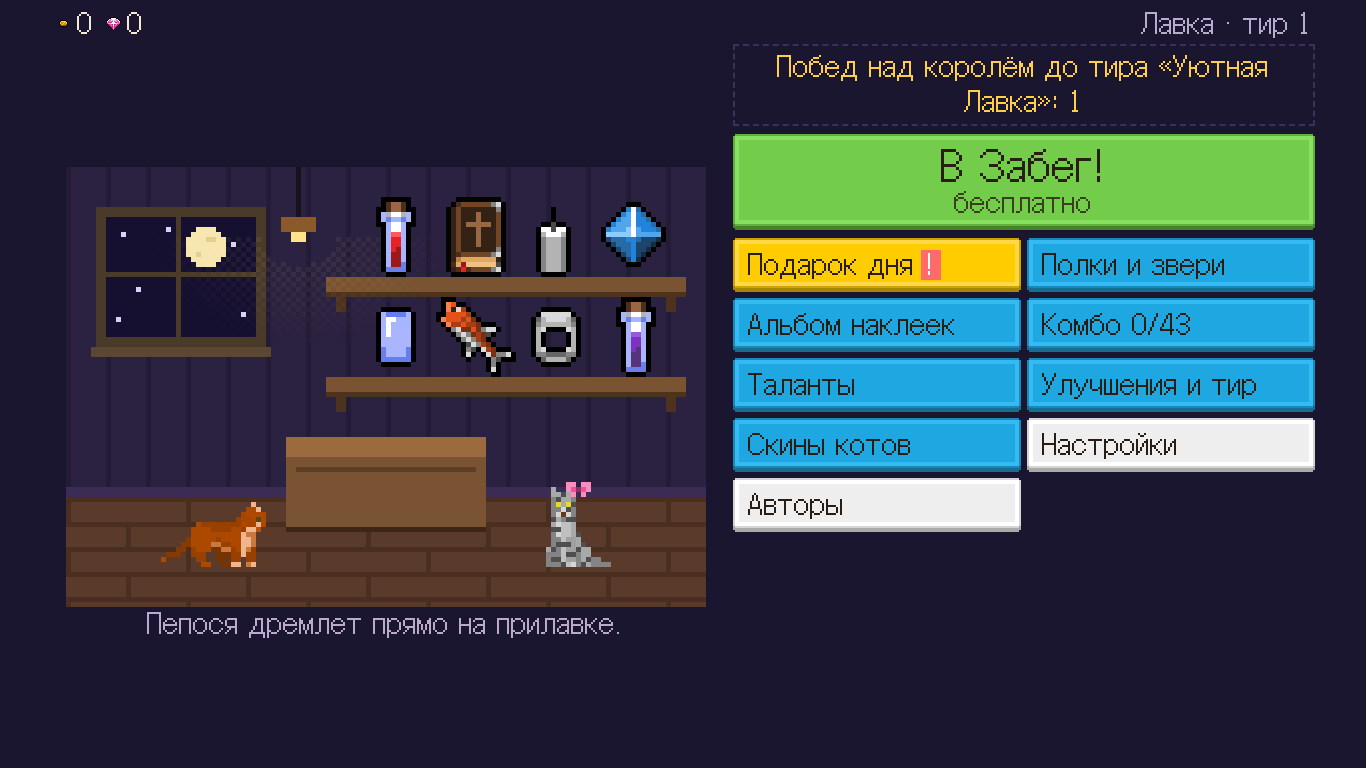 0 0
Лавка · тир 1
Побед над королём до тира «Уютная
Лавка»: 1
В Забег!
бесплатно
Подарок дня !
Полки и звери
Альбом наклеек
Комбо 0/43
Таланты
Улучшения и тир
Скины котов
Настройки
Авторы
Пепося дремлет прямо на прилавке.